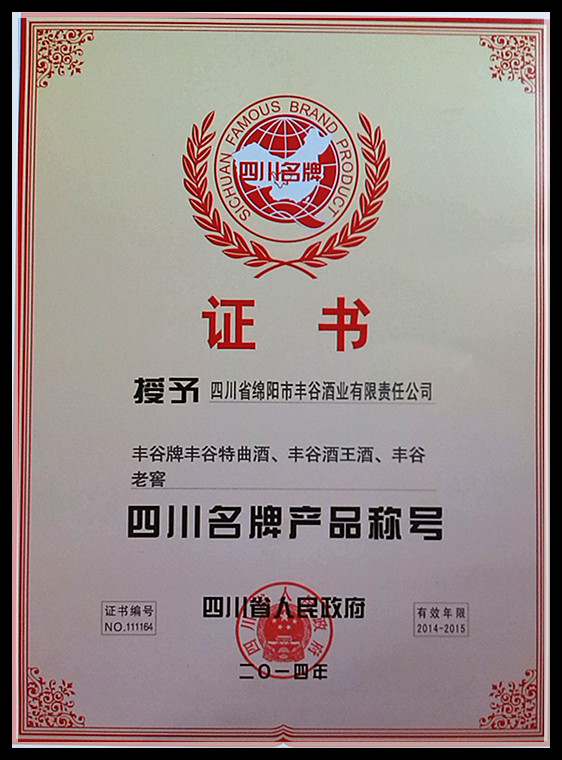 SICHUAN FAMOUS BRAND PRODUCT
四川名牌
证 书
授予 四川省绵阳市丰谷酒业有限责任公司
丰谷牌丰谷特曲酒、丰谷酒王酒、丰谷
老窖
四川名牌产品称号
证书编号
NO.111164
四川省人民政府
有效年限
2014-2015
二〇一四年